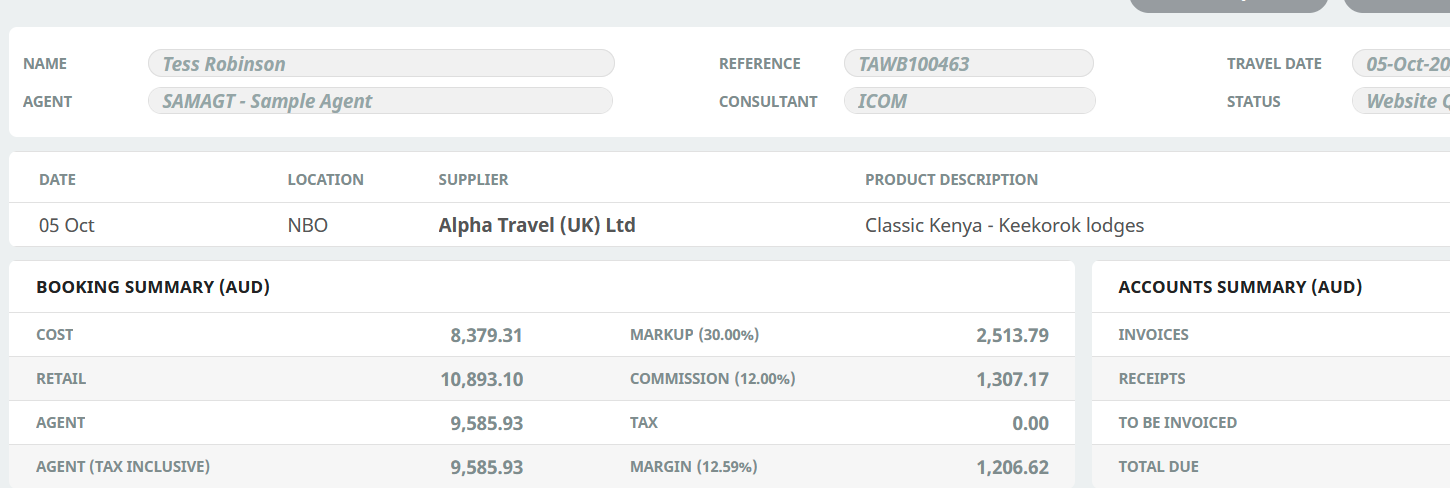 NAME Tess Robinson REFERENCE TAWB100463 TRAVEL DATE 05-Oct-20
AGENT SAMAGT - Sample Agent CONSULTANT ICOM STATUS Website
DATE LOCATION SUPPLIER PRODUCT DESCRIPTION
05 Oct NBO Alpha Travel (UK) Ltd Classic Kenya - Keekorok lodges
BOOKING SUMMARY (AUD) ACCOUNTS SUMMARY (AUD)
COST 8,379.31 MARKUP (30.00%) 2,513.79 INVOICES
RETAIL 10,893.10 COMMISSION (12.00%) 1,307.17 RECEIPTS
AGENT 9,585.93 TAX 0.00 TO BE INVOICED
AGENT (TAX INCLUSIVE) 9,585.93 MARGIN (12.59%) 1,206.62 TOTAL DUE